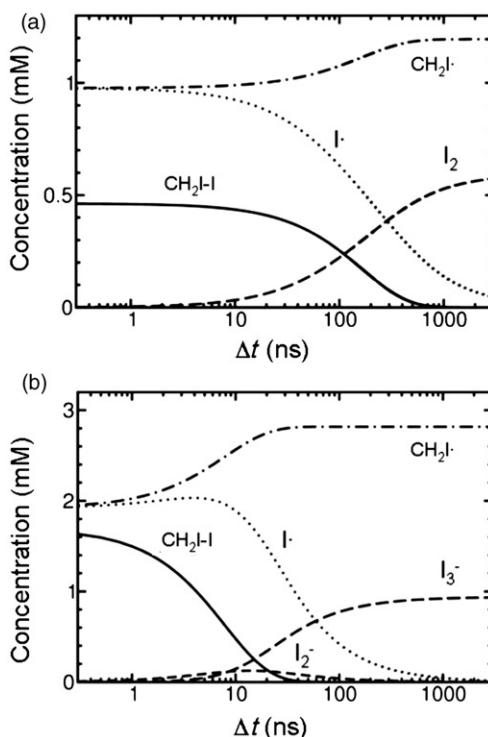 (a)
Concentration (mM)
1
0.5
0
CH₂I·
I·
I₂
CH₂I-I
1
10
100
1000
Δt (ns)
(b)
Concentration (mM)
3
2
1
0
CH₂I·
CH₂I-I
I·
I₃⁻
I₂⁻
1
10
100
1000
Δt (ns)